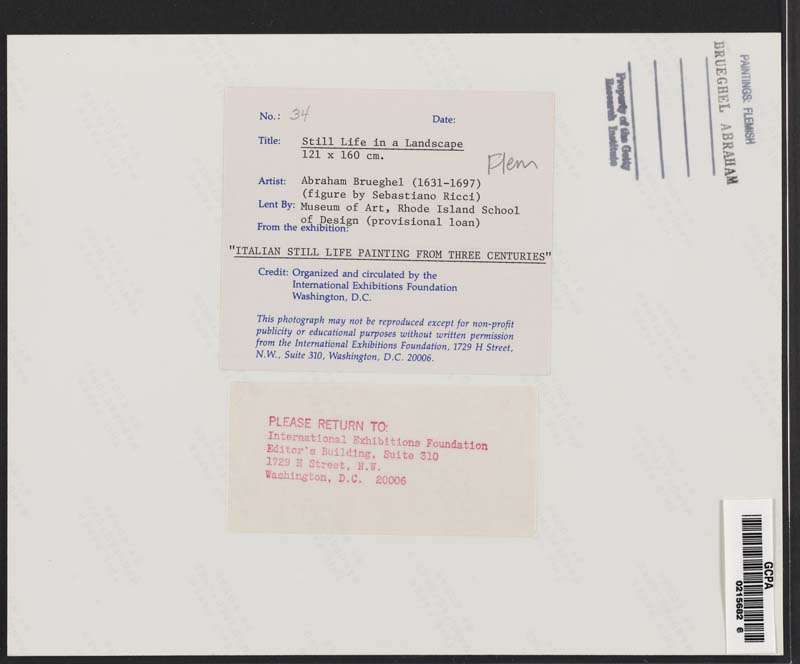 No.: 34
Date:
Title: Still Life in a Landscape
121 x 160 cm.
Flem
Artist: Abraham Brueghel (1631-1697)
(figure by Sebastiano Ricci)
Lent By: Museum of Art, Rhode Island School
of Design (provisional loan)
From the exhibition:
"ITALIAN STILL LIFE PAINTING FROM THREE CENTURIES"
Credit: Organized and circulated by the
International Exhibitions Foundation
Washington, D.C.
This photograph may not be reproduced except for non-profit
publicity or educational purposes without written permission
from the International Exhibitions Foundation, 1729 H Street,
N.W., Suite 310, Washington, D.C. 20006.
PLEASE RETURN TO:
International Exhibitions Foundation
Editor's Building, Suite 310
1729 H Street, N.W.
Washington, D.C. 20006
PAINTINGS: FLEMISH
BRUEGHEL ABRAHAM
Property of the Getty
Research Institute
GCPA
0215682 6